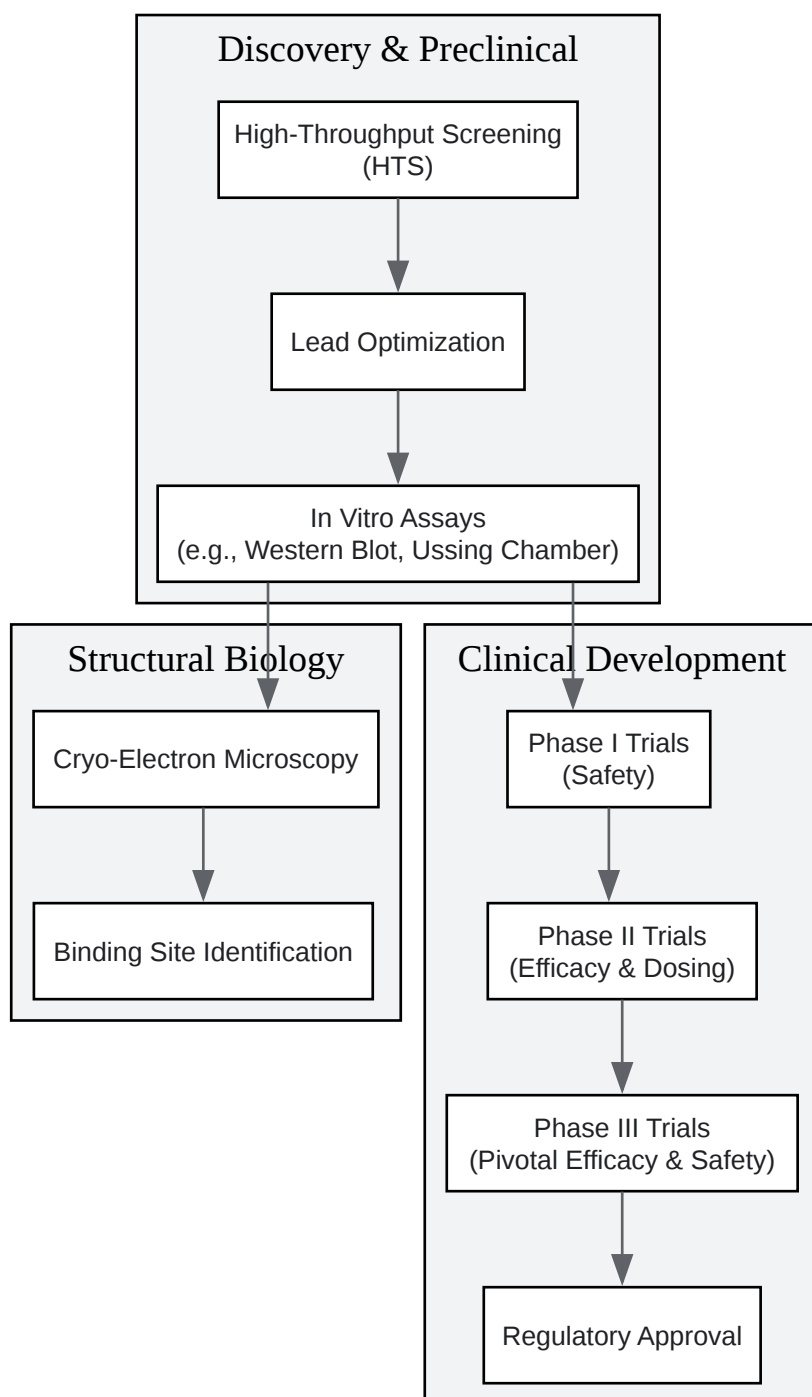 Discovery & Preclinical
High-Throughput Screening
(HTS)
Lead Optimization
In Vitro Assays
(e.g., Western Blot, Ussing Chamber)
Structural Biology
Cryo-Electron Microscopy
Binding Site Identification
Clinical Development
Phase I Trials
(Safety)
Phase II Trials
(Efficacy & Dosing)
Phase III Trials
(Pivotal Efficacy & Safety)
Regulatory Approval